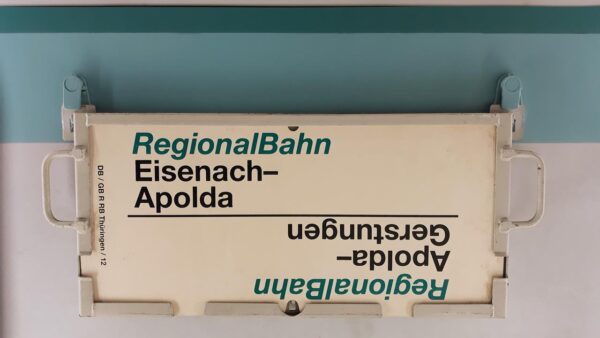 RegionalBahn
Eisenach–
Apolda
DB / GB R RB Thüringen / 12
RegionalBahn
Apolda–
Gerstungen